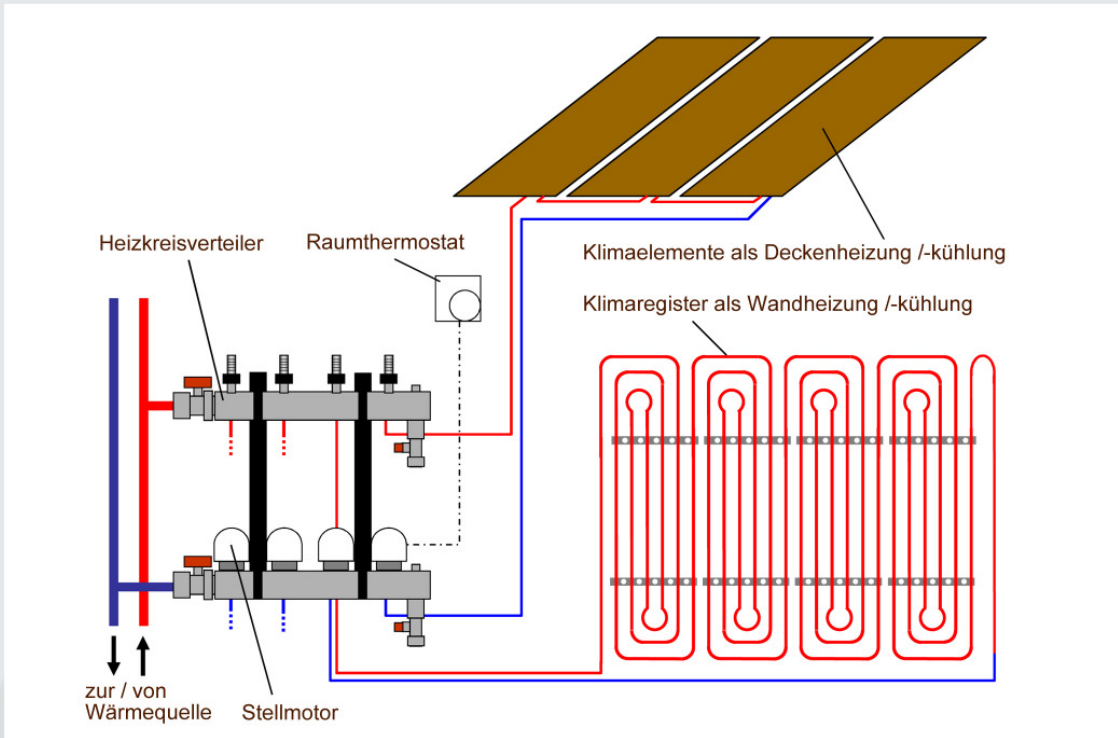 Heizkreisverteiler
Raumthermostat
Klimaelemente als Deckenheizung /-kühlung
Klimaregister als Wandheizung /-kühlung
zur / von
Wärmequelle
Stellmotor